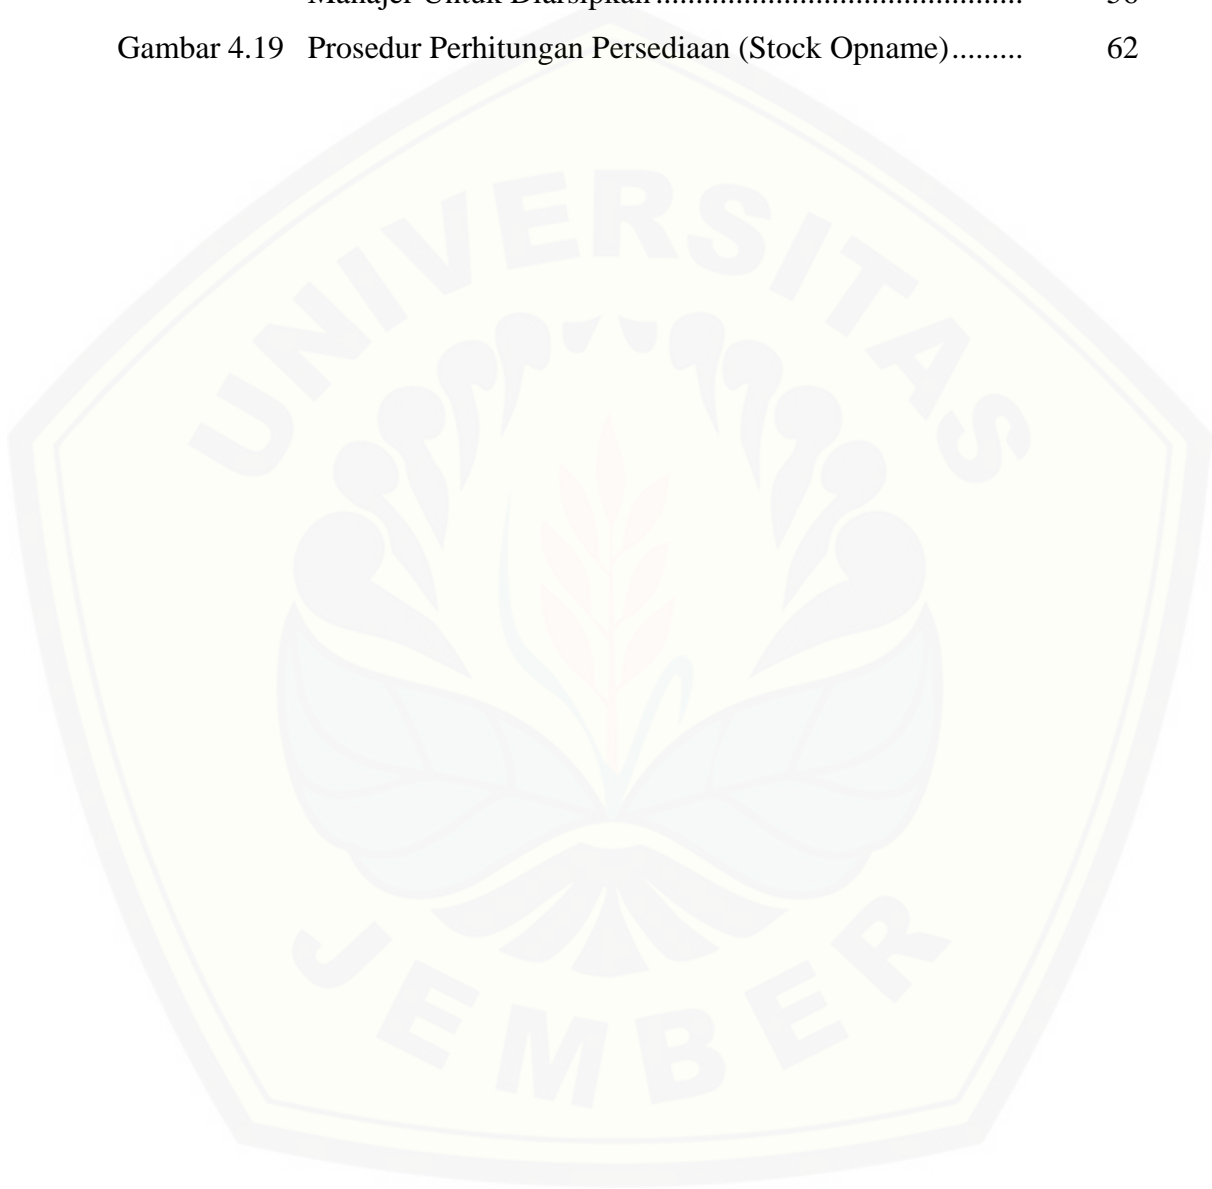 Manajer Untuk Diarsipkan.............................................
Gambar 4.19 Prosedur Perhitungan Persediaan (Stock Opname)......... 62
UNIVERSITAS
JEMBER